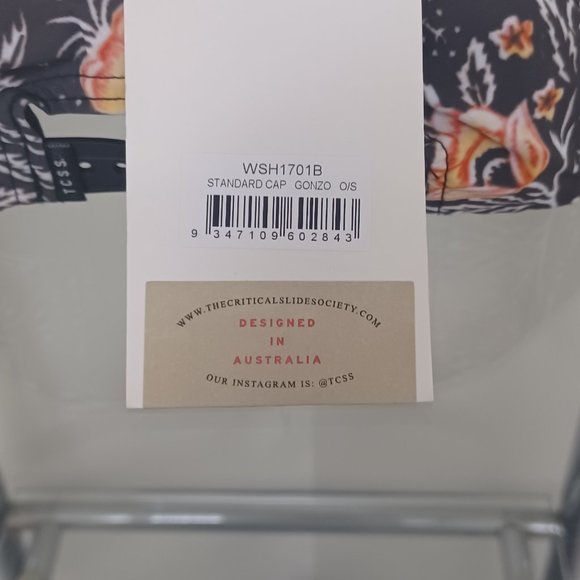 TCSS
WSH1701B
STANDARD CAP GONZO O/S
9 347109 602843
WWW.THECRITICALSLIDESOCIETY.COM
DESIGNED
IN
AUSTRALIA
OUR INSTAGRAM IS: @TCSS